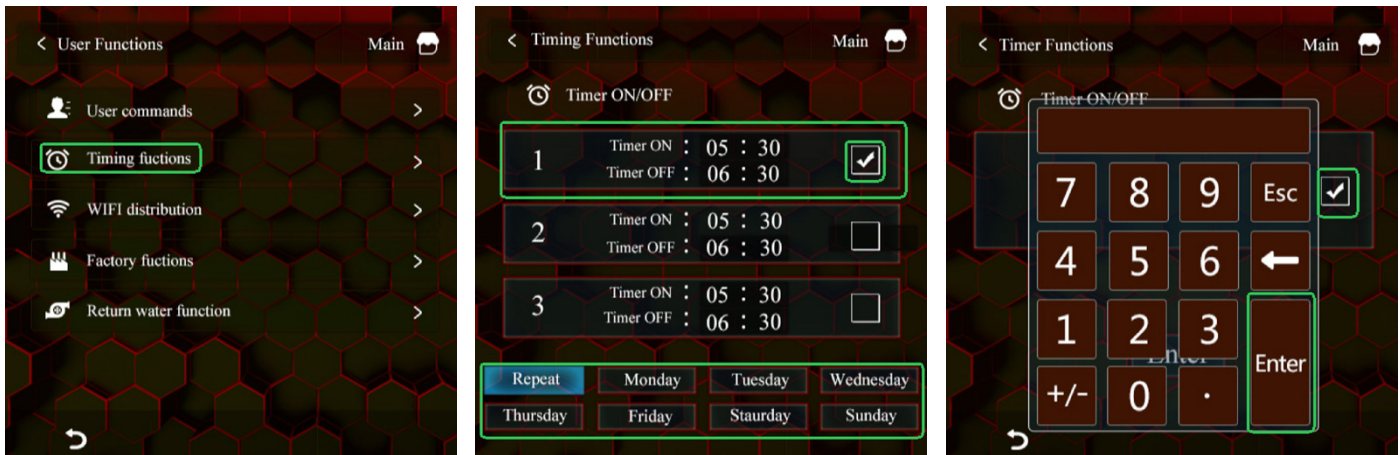 < User Functions Main
User commands >
Timing fuctions >
WIFI distribution >
Factory fuctions >
Return water function >
< Timing Functions Main
Timer ON/OFF
1 Timer ON : 05 : 30
Timer OFF : 06 : 30
2 Timer ON : 05 : 30
Timer OFF : 06 : 30
3 Timer ON : 05 : 30
Timer OFF : 06 : 30
Repeat Monday Tuesday Wednesday
Thursday Friday Staurday Sunday
< Timer Functions Main
Timer ON/OFF
7 8 9 Esc
4 5 6 ←
1 2 3
Enter
Enter
+/- 0 .